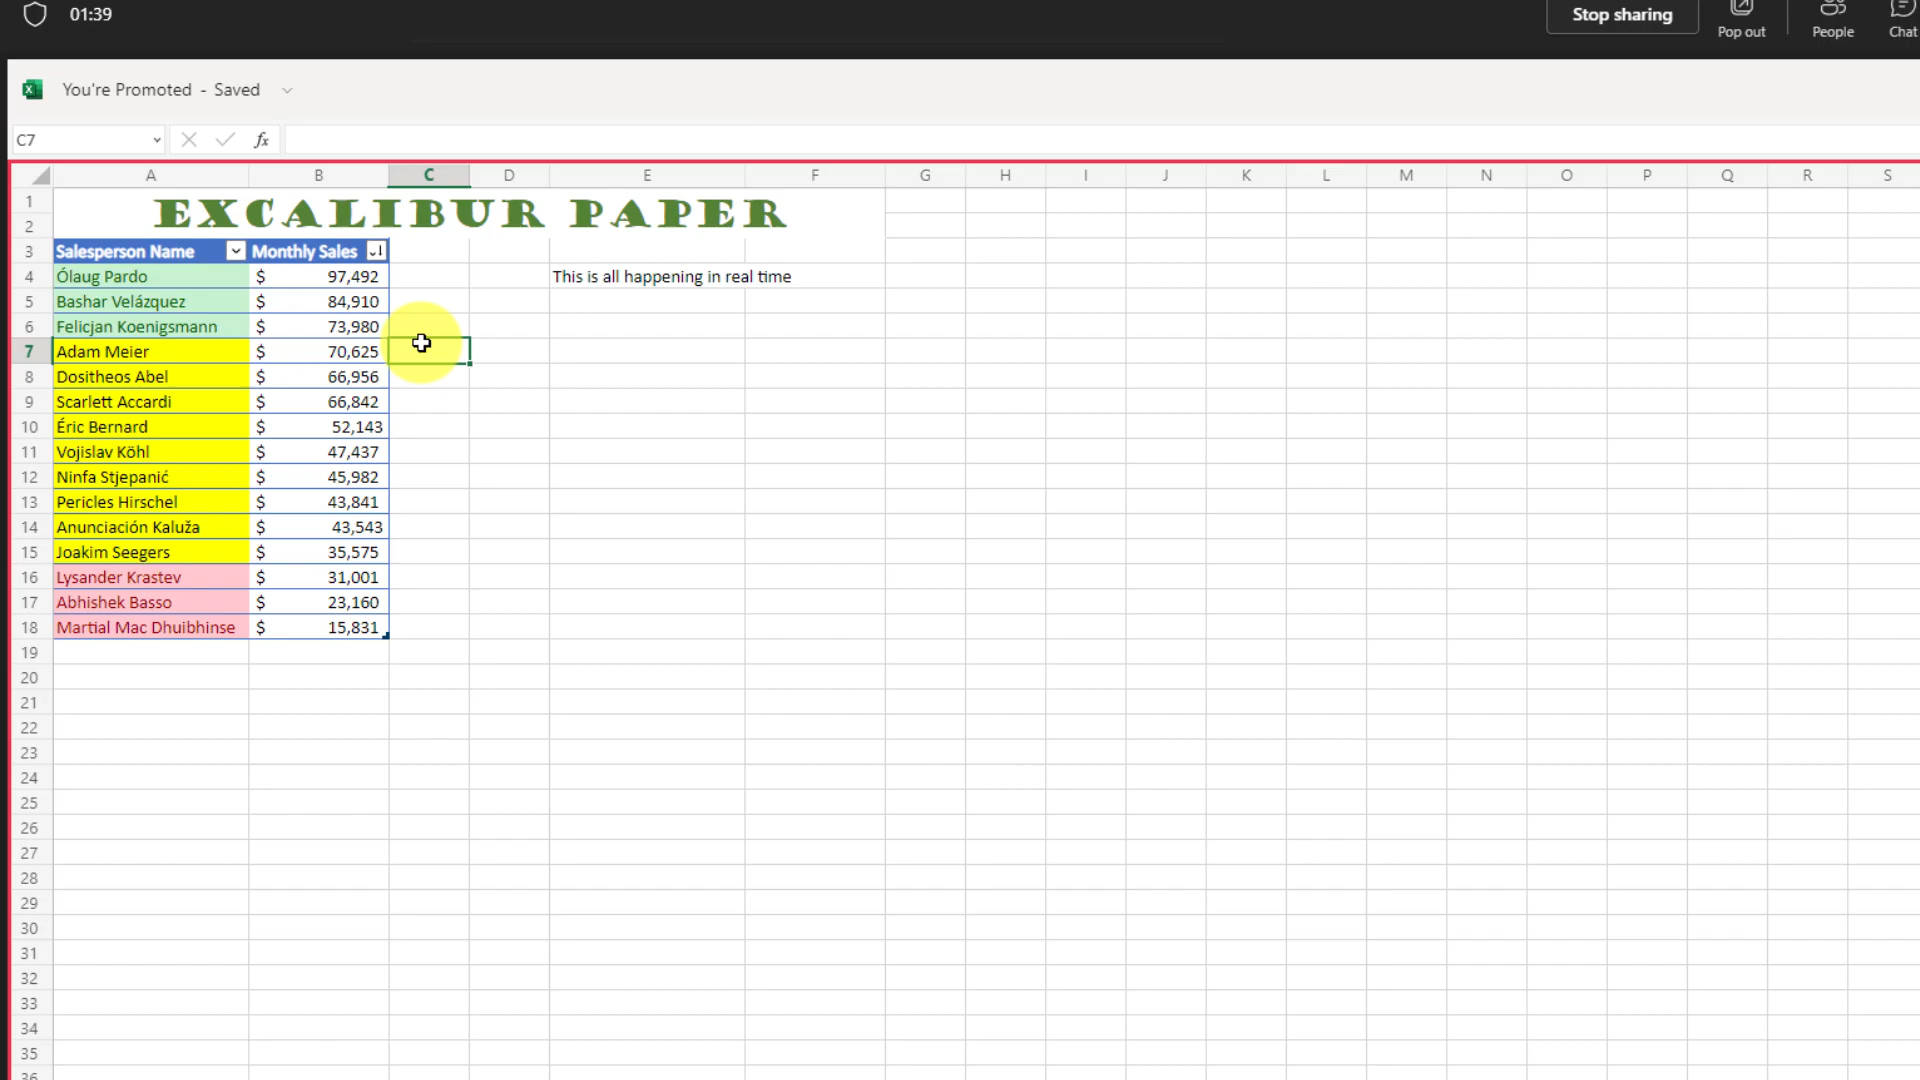 01:39
Stop sharing
Pop out
People
Chat
You're Promoted - Saved
C7
fx
A B C D E F G H I J K L M N O P Q R S
1
EXCALIBUR PAPER
2
3 Salesperson Name Monthly Sales
4 Ólaug Pardo $ 97,492 This is all happening in real time
5 Bashar Velázquez $ 84,910
6 Felicjan Koenigsmann $ 73,980
7 Adam Meier $ 70,625
8 Dositheos Abel $ 66,956
9 Scarlett Accardi $ 66,842
10 Éric Bernard $ 52,143
11 Vojislav Köhl $ 47,437
12 Ninfa Stjepanić $ 45,982
13 Pericles Hirschel $ 43,841
14 Anunciación Kaluža $ 43,543
15 Joakim Seegers $ 35,575
16 Lysander Krastev $ 31,001
17 Abhishek Basso $ 23,160
18 Martial Mac Dhuibhinse $ 15,831
19
20
21
22
23
24
25
26
27
28
29
30
31
32
33
34
35
36